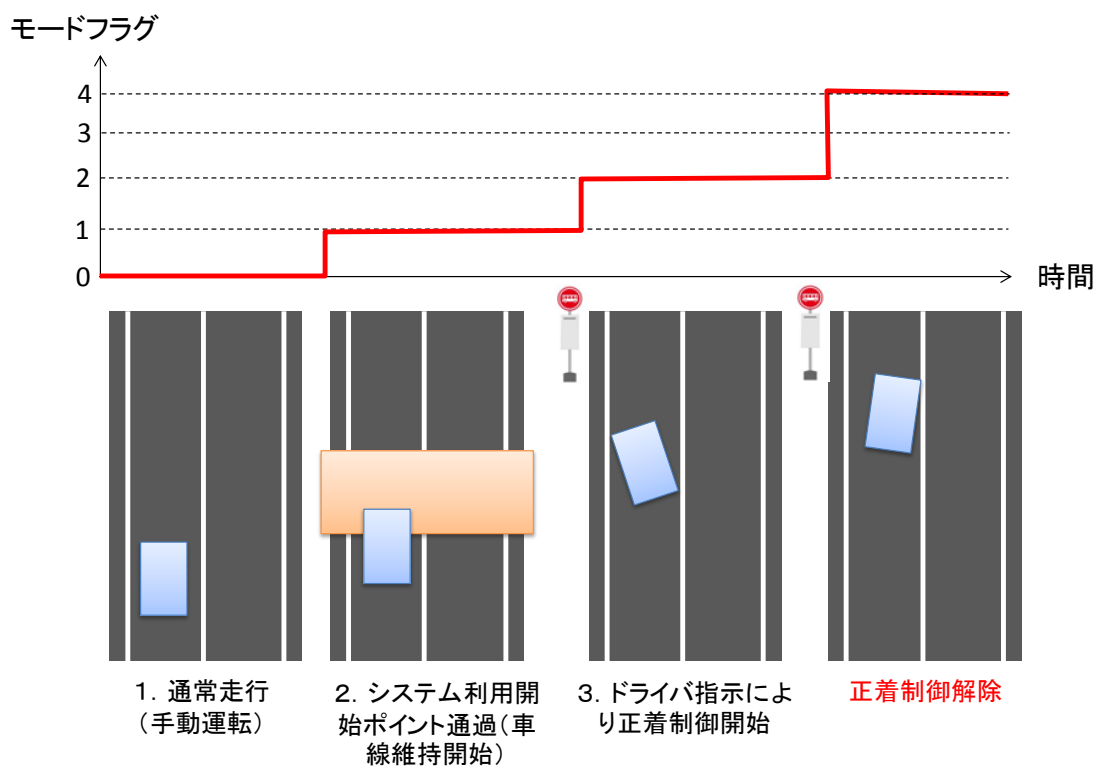 モードフラグ
4
3
2
1
0
時間
1．通常走行
（手動運転）
2．システム利用開
始ポイント通過（車
線維持開始）
3．ドライバ指示によ
り正着制御開始
正着制御解除